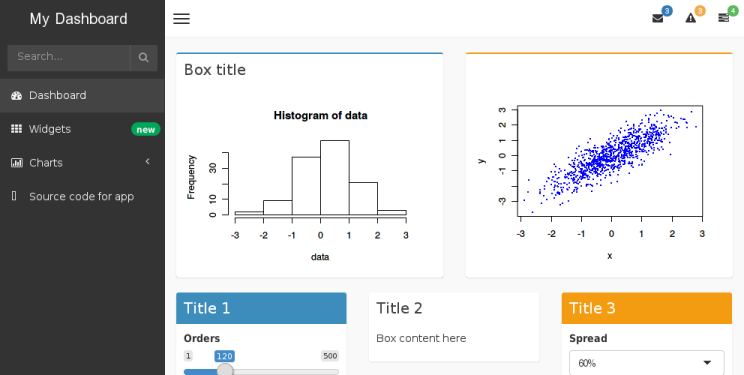 My Dashboard
3
3
4
Search...
Dashboard
Widgets
new
Charts
Source code for app
Box title
Histogram of data
Frequency
0 10 30
-3 -2 -1 0 1 2 3
data
y
-3 -1 0 1 2 3
-3 -2 -1 0 1 2 3
x
Title 1
Orders
1 120 500
Title 2
Box content here
Title 3
Spread
60%